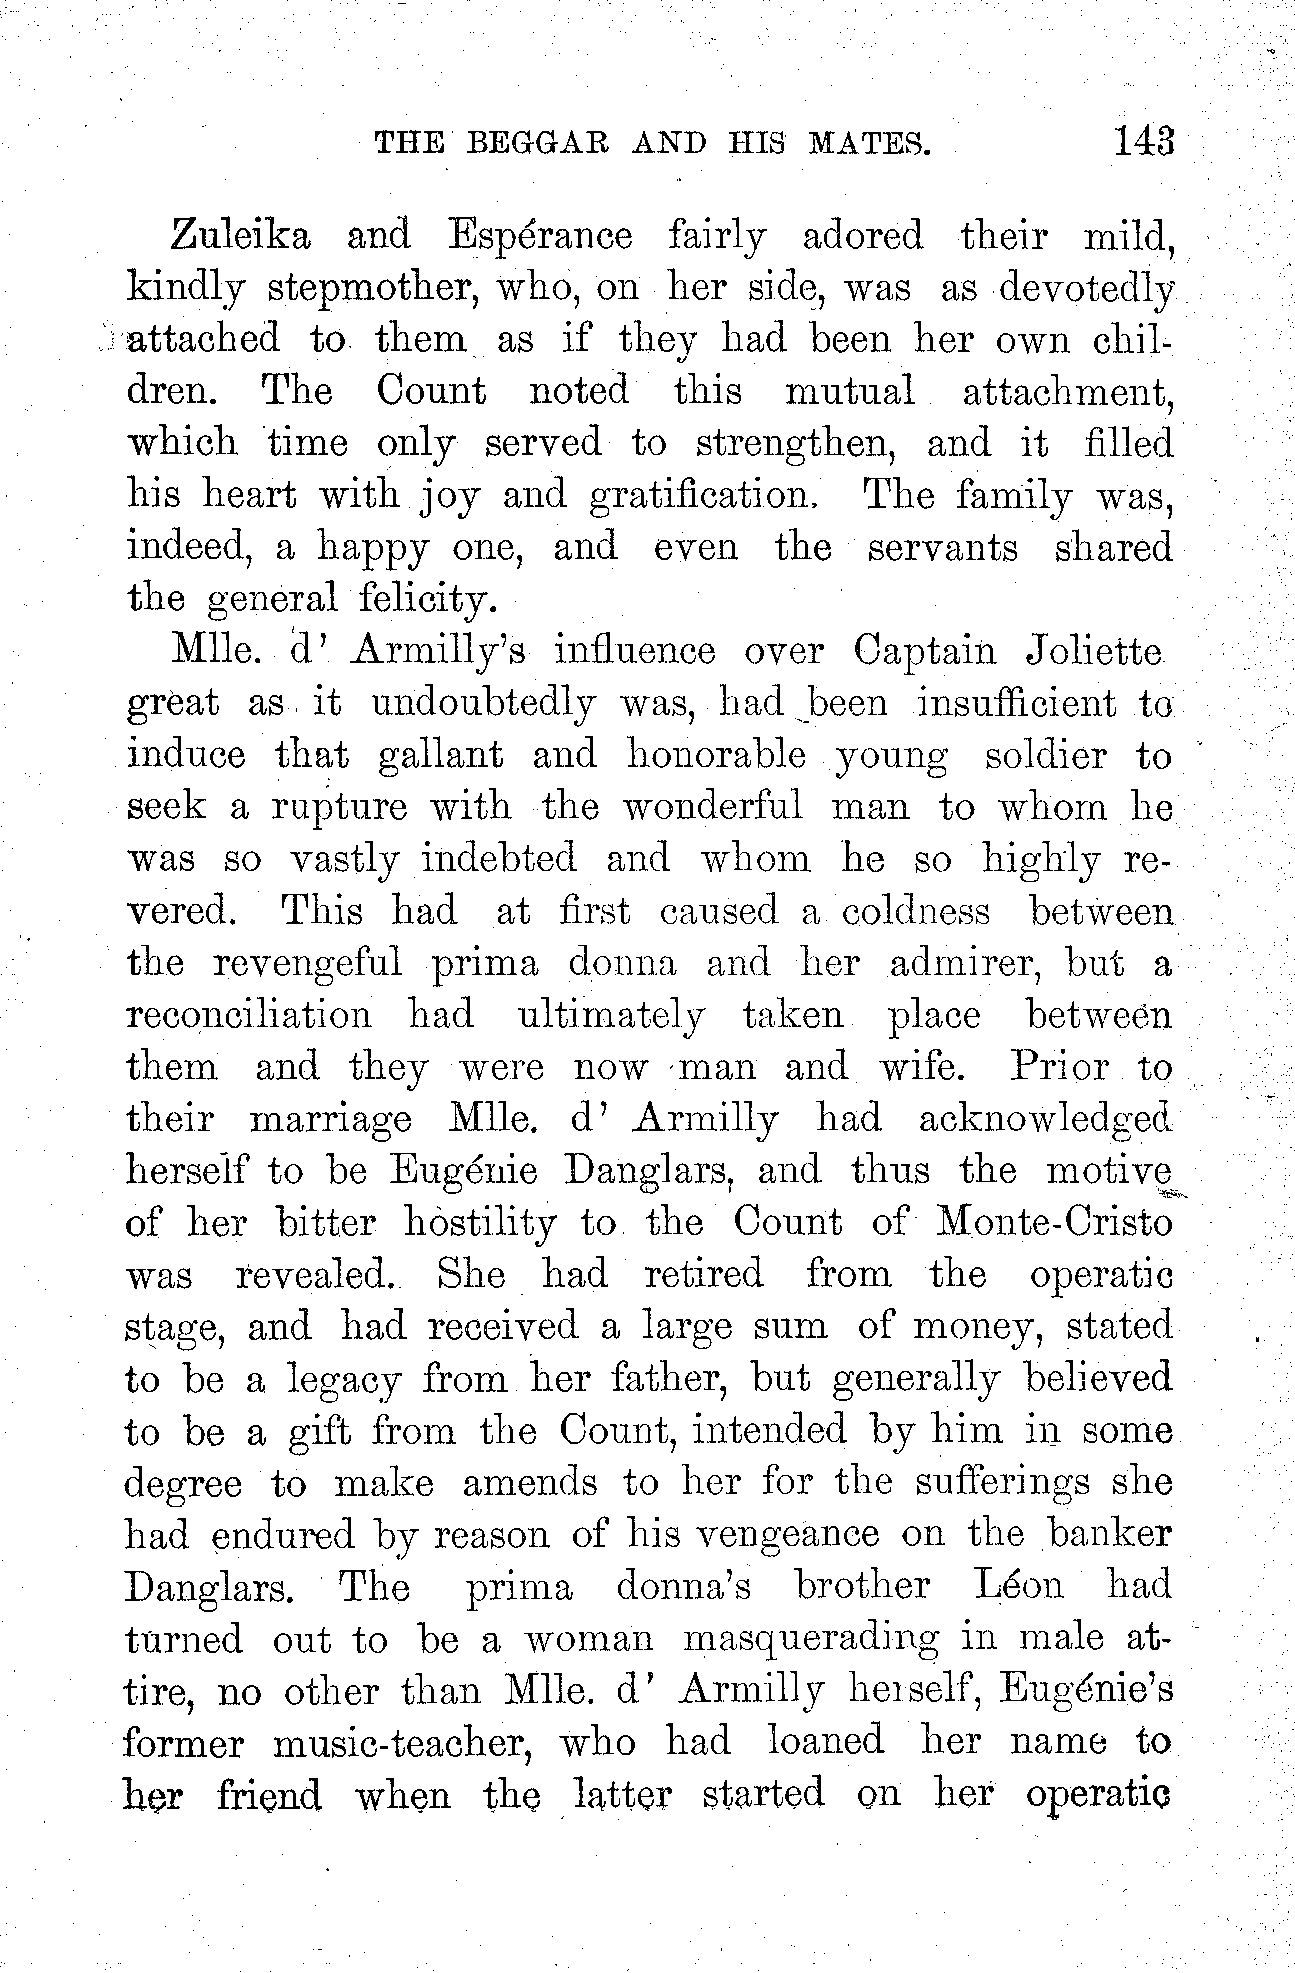 THE BEGGAR AND HIS MATES. 143
Zuleika and Espérance fairly adored their mild,
kindly stepmother, who, on her side, was as devotedly
attached to them as if they had been her own chil-
dren. The Count noted this mutual attachment,
which time only served to strengthen, and it filled
his heart with joy and gratification. The family was,
indeed, a happy one, and even the servants shared
the general felicity.
Mlle. d' Armilly's influence over Captain Joliette
great as it undoubtedly was, had been insufficient to
induce that gallant and honorable young soldier to
seek a rupture with the wonderful man to whom he
was so vastly indebted and whom he so highly re-
vered. This had at first caused a coldness between
the revengeful prima donna and her admirer, but a
reconciliation had ultimately taken place between
them and they were now man and wife. Prior to
their marriage Mlle. d' Armilly had acknowledged
herself to be Eugénie Danglars, and thus the motive
of her bitter hostility to the Count of Monte-Cristo
was revealed. She had retired from the operatic
stage, and had received a large sum of money, stated
to be a legacy from her father, but generally believed
to be a gift from the Count, intended by him in some
degree to make amends to her for the sufferings she
had endured by reason of his vengeance on the banker
Danglars. The prima donna's brother Léon had
turned out to be a woman masquerading in male at-
tire, no other than Mlle. d' Armilly herself, Eugénie's
former music-teacher, who had loaned her name to
her friend when the latter started on her operatic